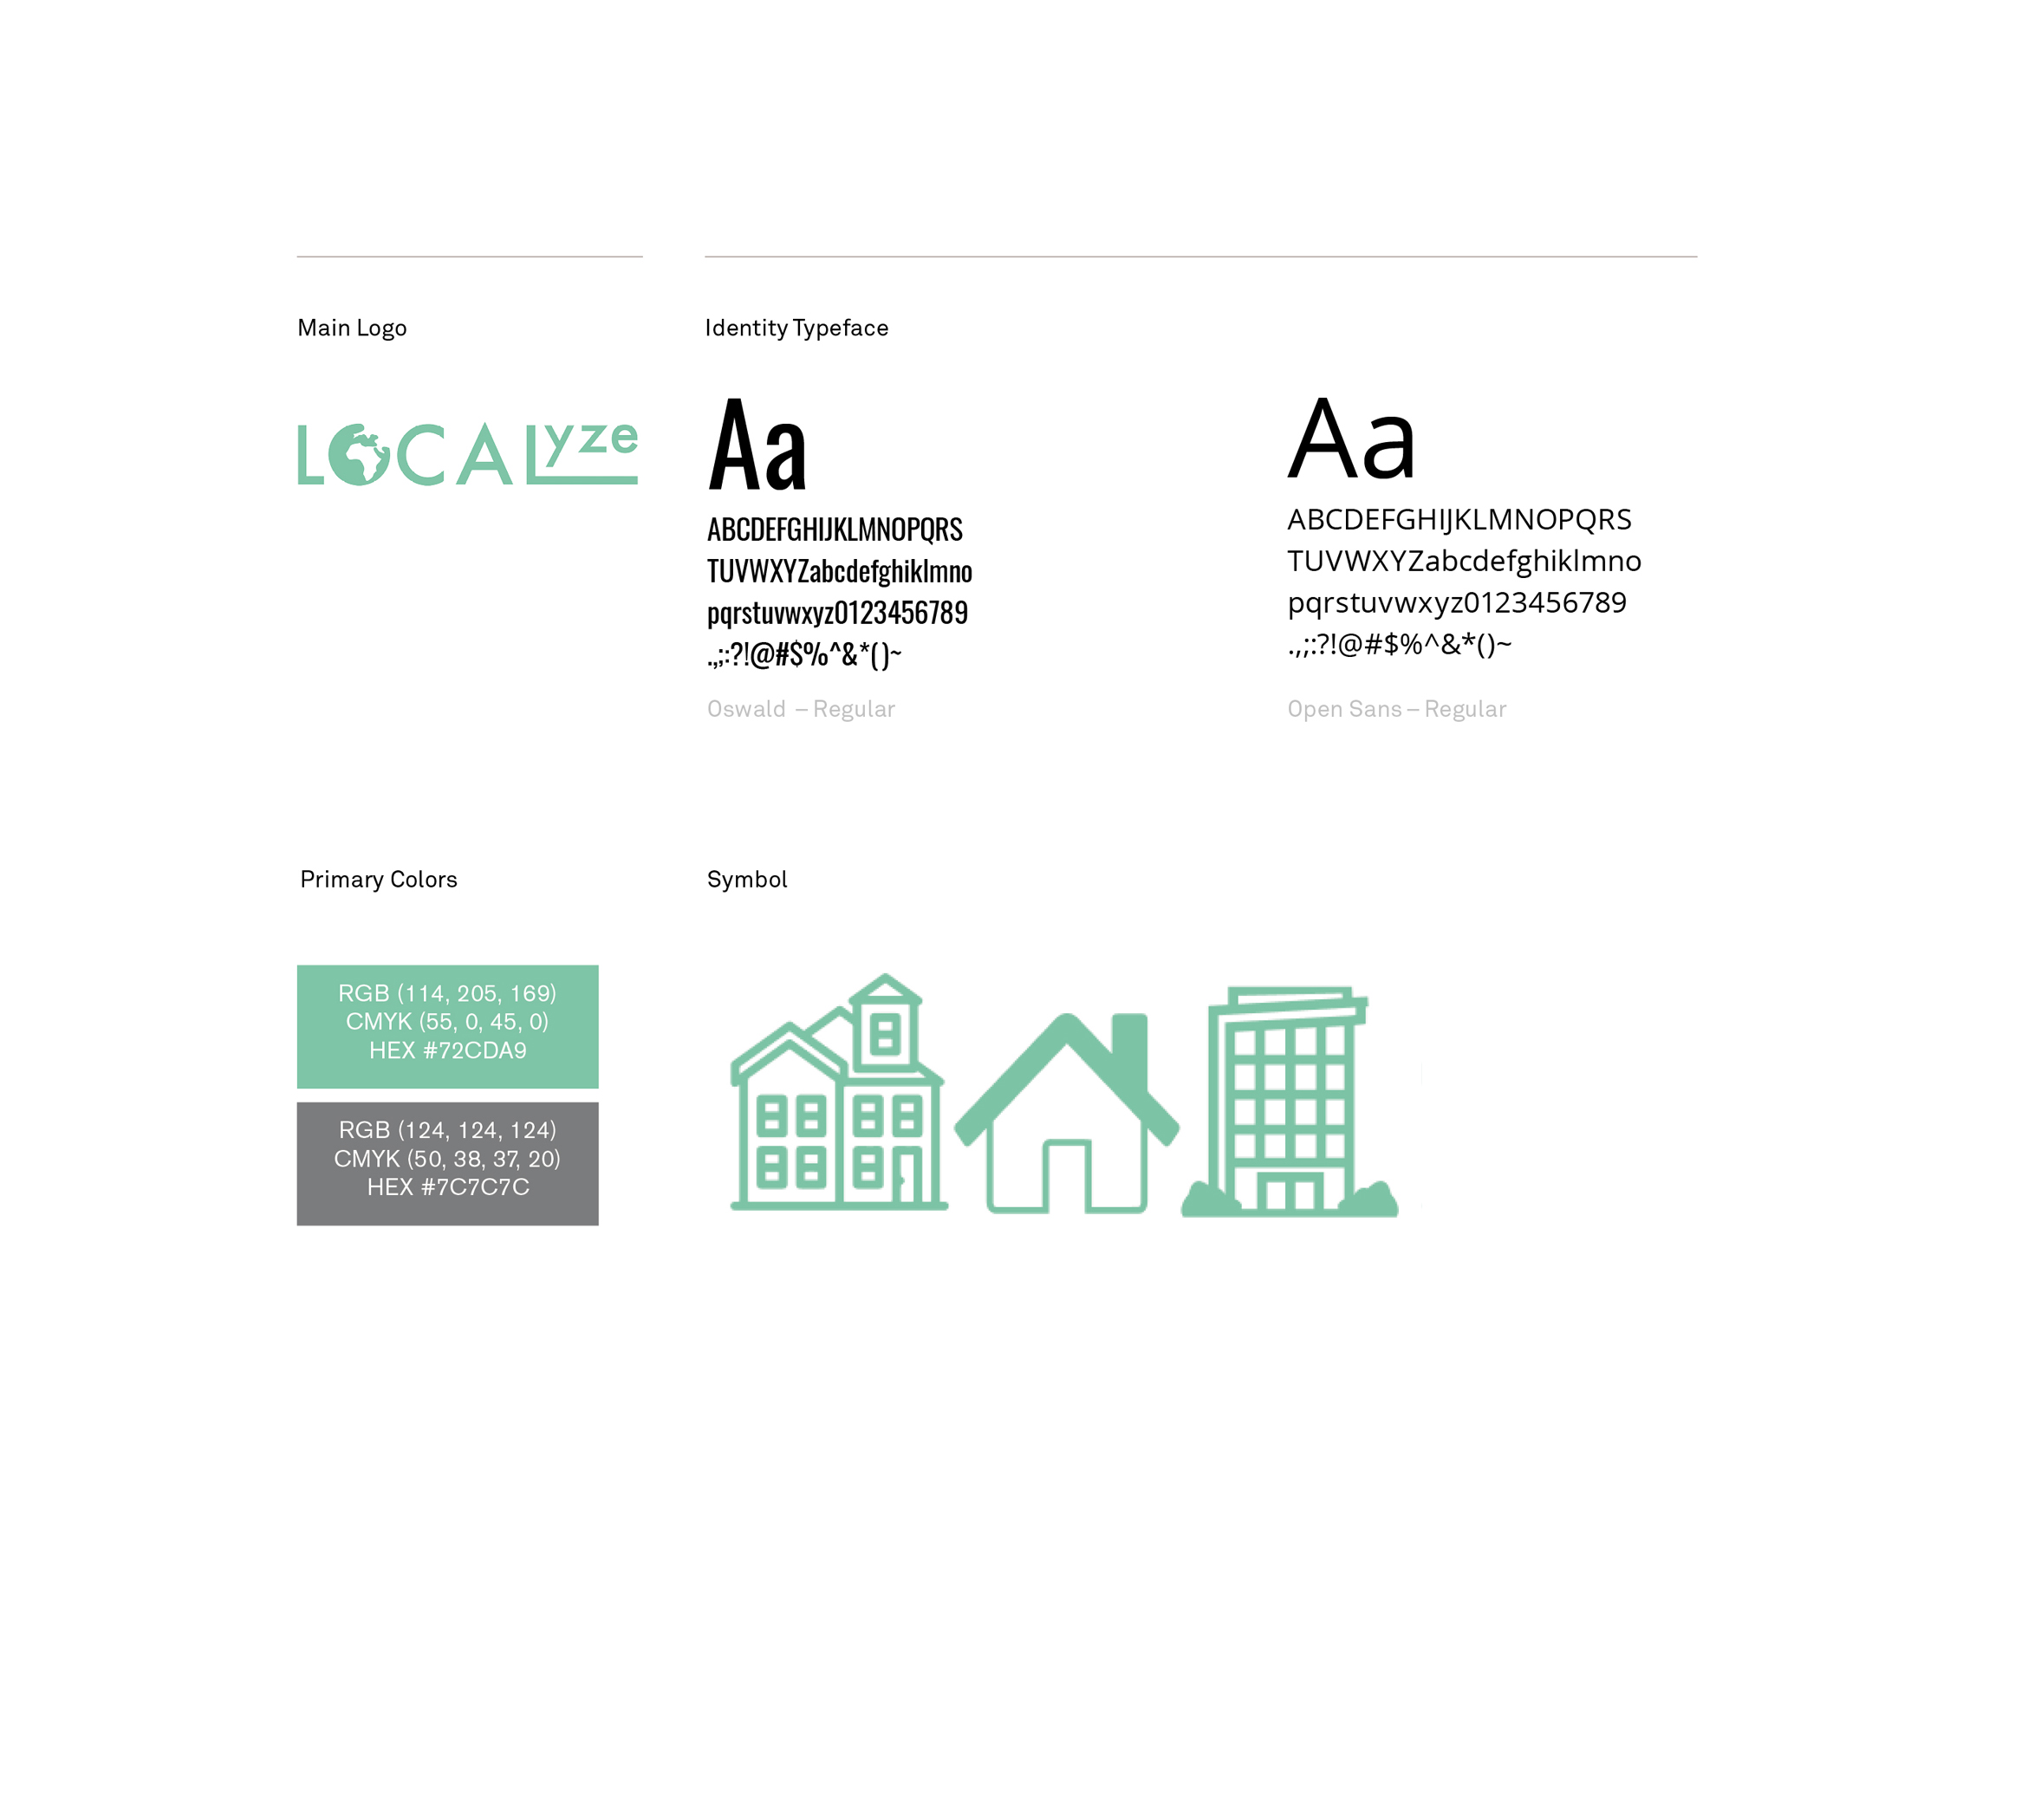 Main Logo
LOCALyze
Identity Typeface
Aa
ABCDEFGHIJKLMNOPQRS
TUVWXYZabcdefghiklmno
pqrstuvwxyz0123456789
.,;:?!@#$%^&*()~
Oswald – Regular
Aa
ABCDEFGHIJKLMNOPQRS
TUVWXYZabcdefghiklmno
pqrstuvwxyz0123456789
.,;:?!@#$%^&*()~
Open Sans – Regular
Primary Colors
RGB (114, 205, 169)
CMYK (55, 0, 45, 0)
HEX #72CDA9
RGB (124, 124, 124)
CMYK (50, 38, 37, 20)
HEX #7C7C7C
Symbol